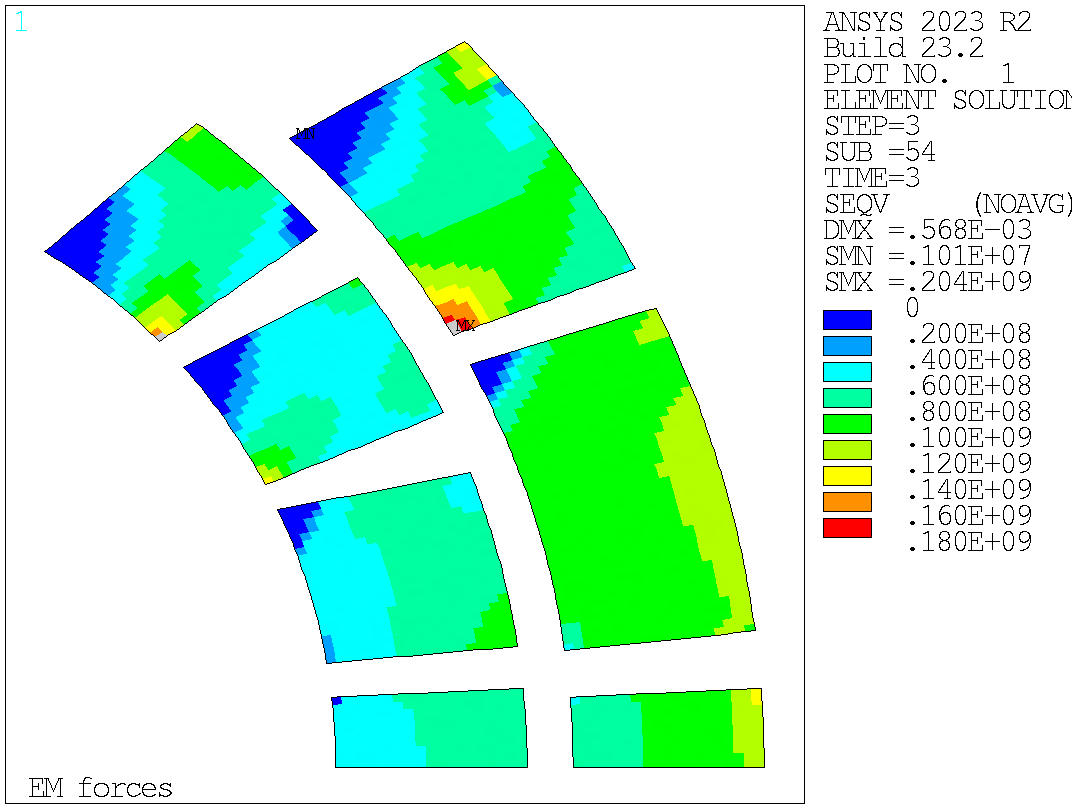 1
ANSYS 2023 R2
Build 23.2
PLOT NO. 1
ELEMENT SOLUTION
STEP=3
SUB =54
TIME=3
SEQV (NOAVG)
DMX =.568E-03
SMN =.101E+07
SMX =.204E+09
0
.200E+08
.400E+08
.600E+08
.800E+08
.100E+09
.120E+09
.140E+09
.160E+09
.180E+09
MX
EM forces